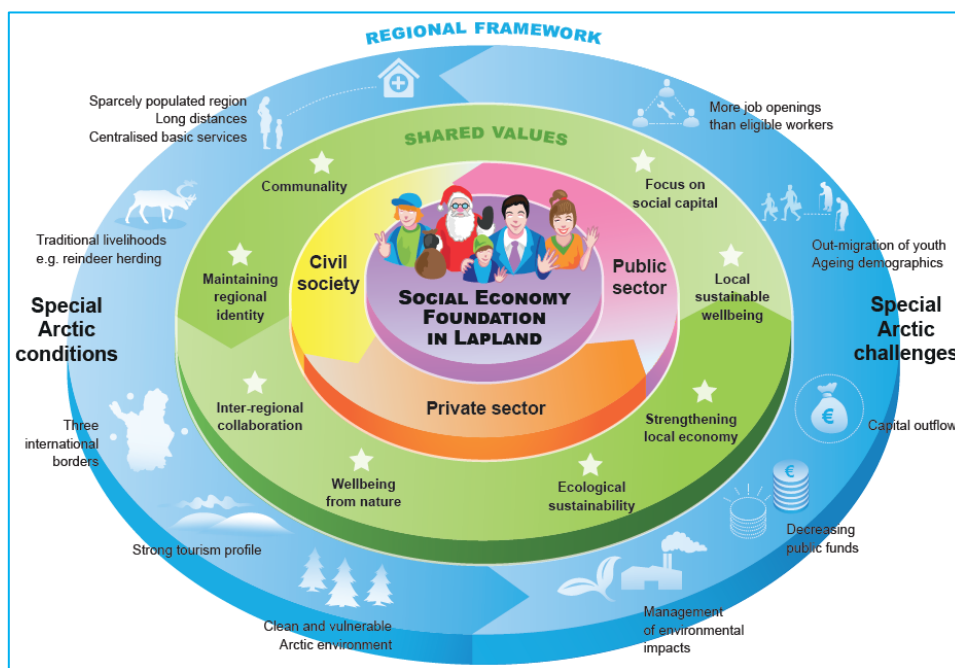 REGIONAL FRAMEWORK
Sparcely populated region
Long distances
Centralised basic services
More job openings
than eligible workers
SHARED VALUES
Communality
Focus on
social capital
Traditional livelihoods
e.g. reindeer herding
Out-migration of youth
Ageing demographics
Maintaining
regional
identity
Civil
society
Public
sector
Local
sustainable
wellbeing
SOCIAL ECONOMY
FOUNDATION
IN LAPLAND
Special
Arctic
conditions
Special
Arctic
challenges
Inter-regional
collaboration
Private sector
Strengthening
local economy
Three
international
borders
€
Capital outflow
Wellbeing
from nature
Ecological
sustainability
€
Strong tourism profile
Decreasing
public funds
Clean and vulnerable
Arctic environment
Management
of environmental
impacts